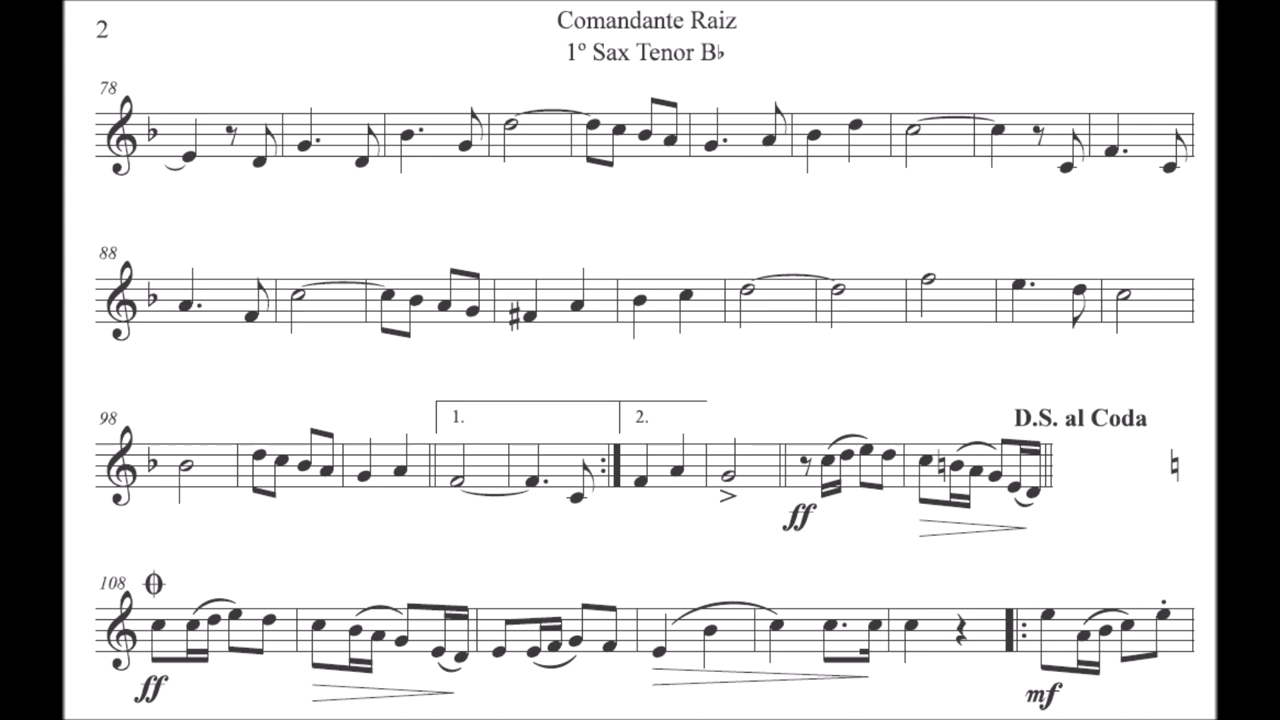 2
Comandante Raiz
1º Sax Tenor B♭
78
88
98
1.
2.
D.S. al Coda
ff
108
ff
mf